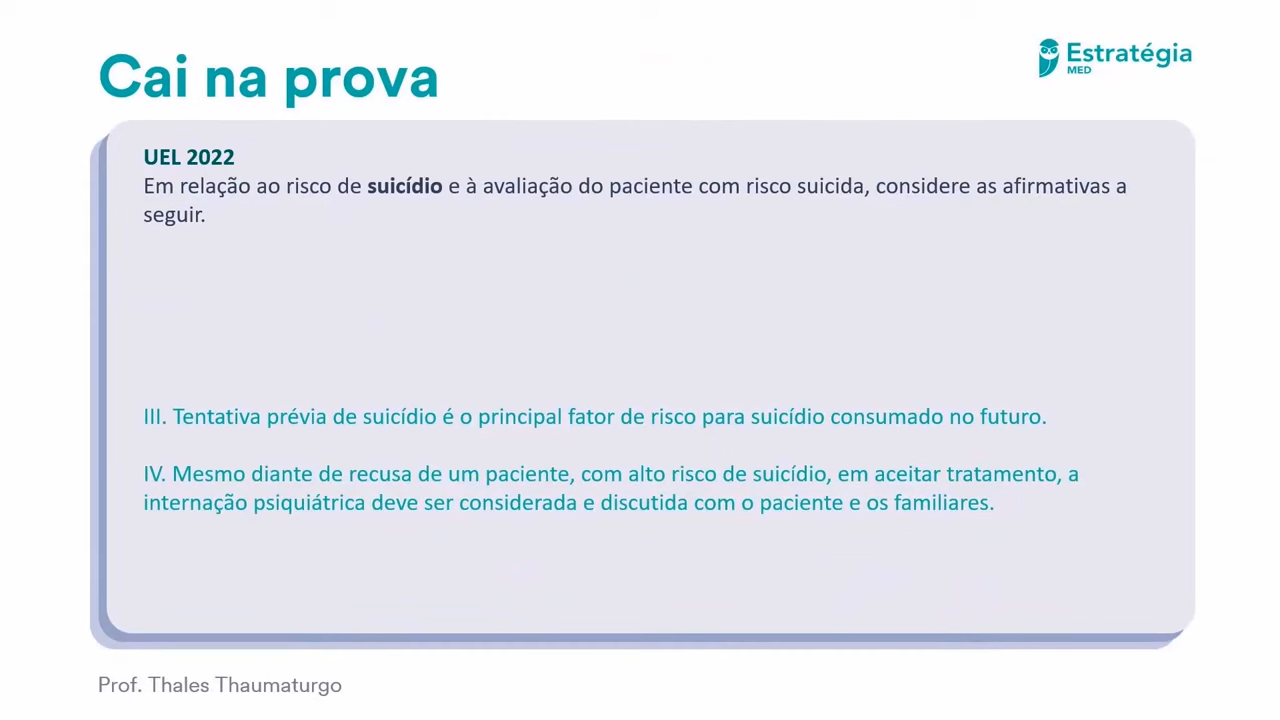 Cai na prova
Estratégia
MED
UEL 2022
Em relação ao risco de suicídio e à avaliação do paciente com risco suicida, considere as afirmativas a
seguir.
III. Tentativa prévia de suicídio é o principal fator de risco para suicídio consumado no futuro.
IV. Mesmo diante de recusa de um paciente, com alto risco de suicídio, em aceitar tratamento, a
internação psiquiátrica deve ser considerada e discutida com o paciente e os familiares.
Prof. Thales Thaumaturgo